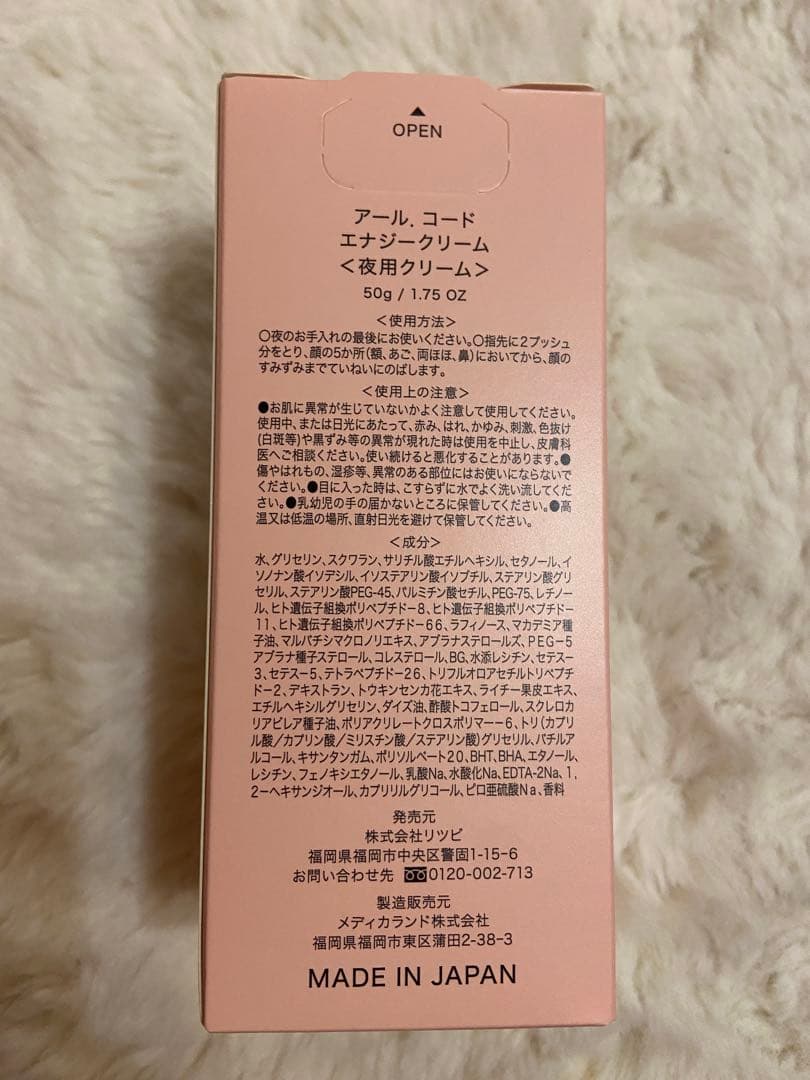 ▲
OPEN
アール.コード
エナジークリーム
<夜用クリーム>
50g / 1.75 OZ
<使用方法>
○夜のお手入れの最後にお使いください。○指先に2プッシュ
分をとり、顔の5か所(額、あご、両ほほ、鼻)においてから、顔の
すみずみまでていねいにのばします。
<使用上の注意>
●お肌に異常が生じていないかよく注意して使用してください。
使用中、または日光にあたって、赤み、はれ、かゆみ、刺激、色抜け
(白斑等)や黒ずみ等の異常が現れた時は使用を中止し、皮膚科
医へご相談ください。使い続けると悪化することがあります。●
傷やはれもの、湿疹等、異常のある部位にはお使いにならないで
ください。●目に入った時は、こすらずに水でよく洗い流してくだ
さい。●乳幼児の手の届かないところに保管してください。●高
温又は低温の場所、直射日光を避けて保管してください。
<成分>
水、グリセリン、スクワラン、サリチル酸エチルヘキシル、セタノール、イ
ソノナン酸イソデシル、イソステアリン酸イソプチル、ステアリン酸グリ
セリル、ステアリン酸PEG-45、パルミチン酸セチル、PEG-75、レチノー
ル、ヒト遺伝子組換ポリペプチドー8、ヒト遺伝子組換ポリペプチドー
11、ヒト遺伝子組換ポリペプチドー66、ラフィノース、マカデミア種
子油、マルバチシマクロノリエキス、アブラナステロールズ、PEG-5
アブラナ種子ステロール、コレステロール、BG、水添レシチン、セテスー
3、セテスー5、テトラペプチドー26、トリフルオロアセチルトリペプチ
ドー2、デキストラン、トウキンセンカ花エキス、ライチー果皮エキス、
エチルヘキシルグリセリン、ダイズ油、酢酸トコフェロール、スクレロカ
リアビレア種子油、ポリアクリレートクロスポリマー-6、トリ(カプリ
ル酸/カプリン酸/ミリスチン酸/ステアリン酸)グリセリル、バチルア
ルコール、キサンタンガム、ポリソルベート20、BHT、BHA、エタノール、
レシチン、フェノキシエタノール、乳酸Na、水酸化Na、EDTA-2Na、1,
2-ヘキサンジオール、カプリリルグリコール、ピロ亜硫酸Na、香料
発売元
株式会社リツビ
福岡県福岡市中央区警固1-15-6
お問い合わせ先 0120-002-713
製造販売元
メディカランド株式会社
福岡県福岡市東区蒲田2-38-3
MADE IN JAPAN